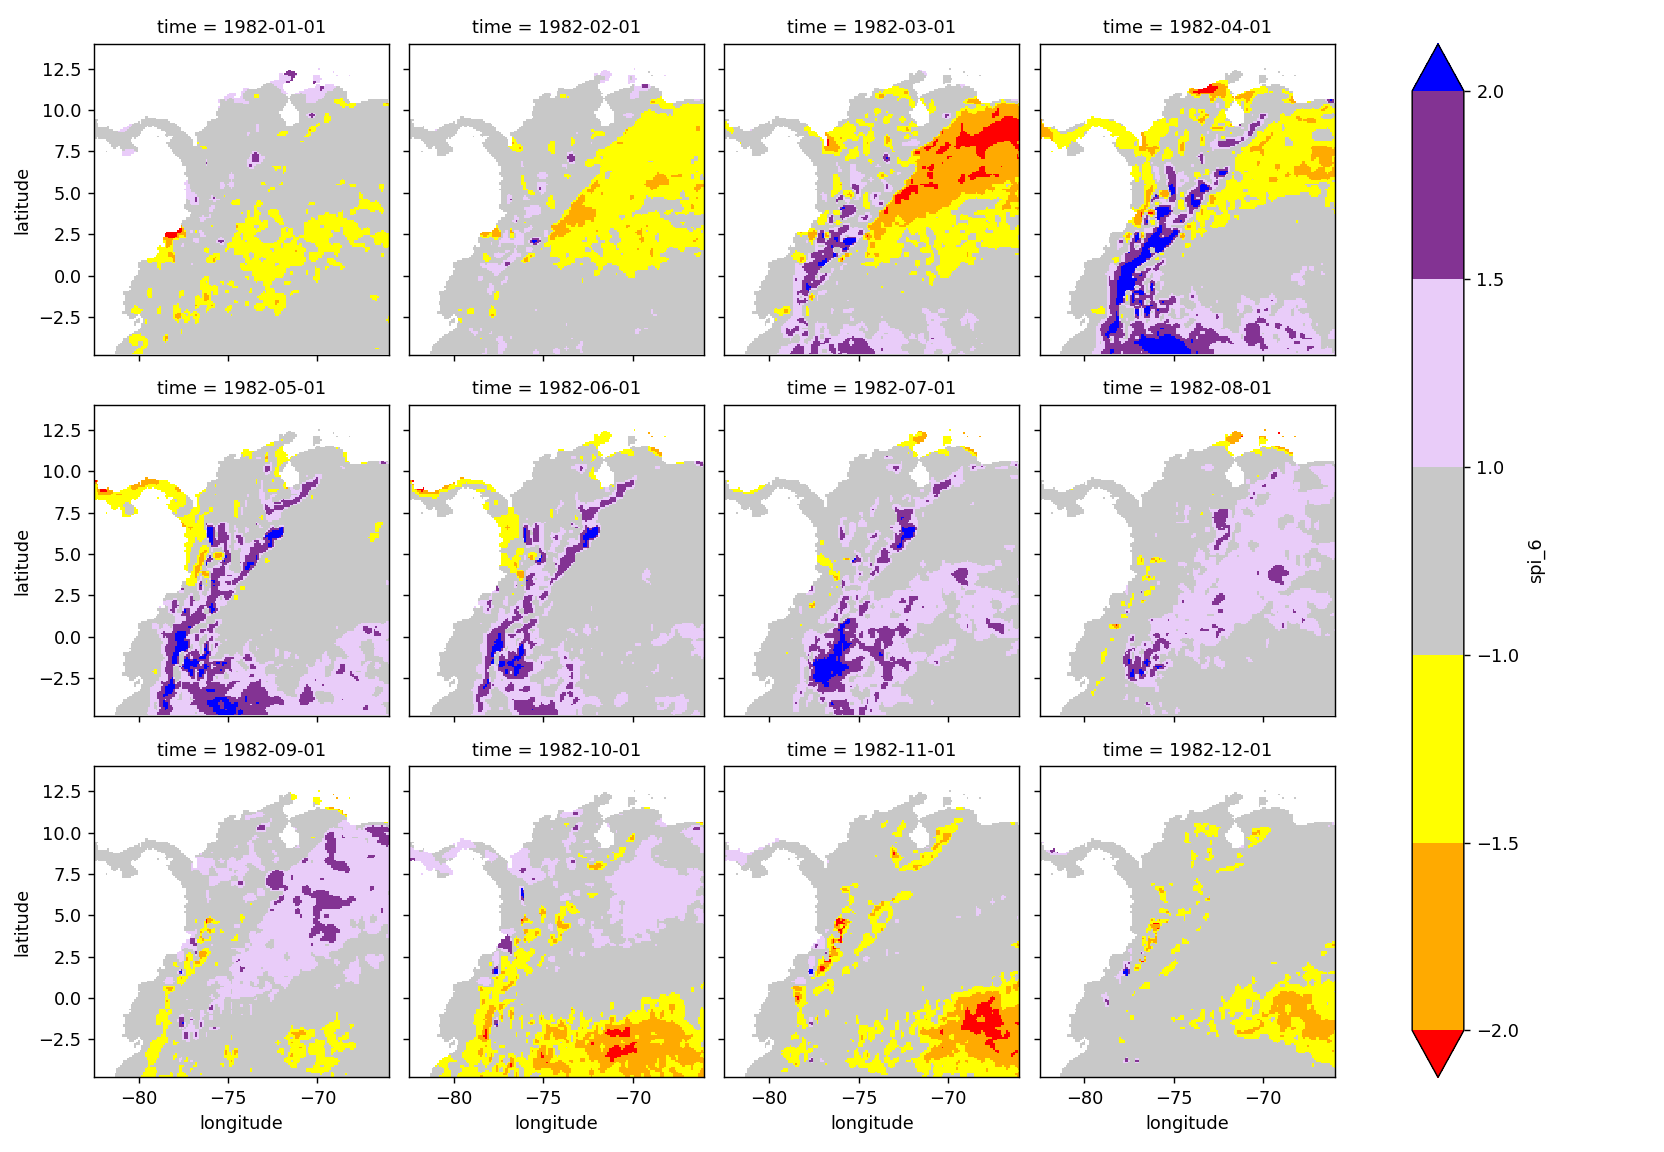 time = 1982-01-01
time = 1982-02-01
time = 1982-03-01
time = 1982-04-01
12.5
10.0
7.5
5.0
2.5
0.0
−2.5
latitude
−80
−75
−70
time = 1982-05-01
time = 1982-06-01
time = 1982-07-01
time = 1982-08-01
12.5
10.0
7.5
5.0
2.5
0.0
−2.5
latitude
time = 1982-09-01
time = 1982-10-01
time = 1982-11-01
time = 1982-12-01
12.5
10.0
7.5
5.0
2.5
0.0
−2.5
latitude
−80 −75 −70
−80 −75 −70
−80 −75 −70
−80 −75 −70
longitude
longitude
longitude
longitude
2.0
1.5
1.0
−1.0
−1.5
−2.0
spi_6